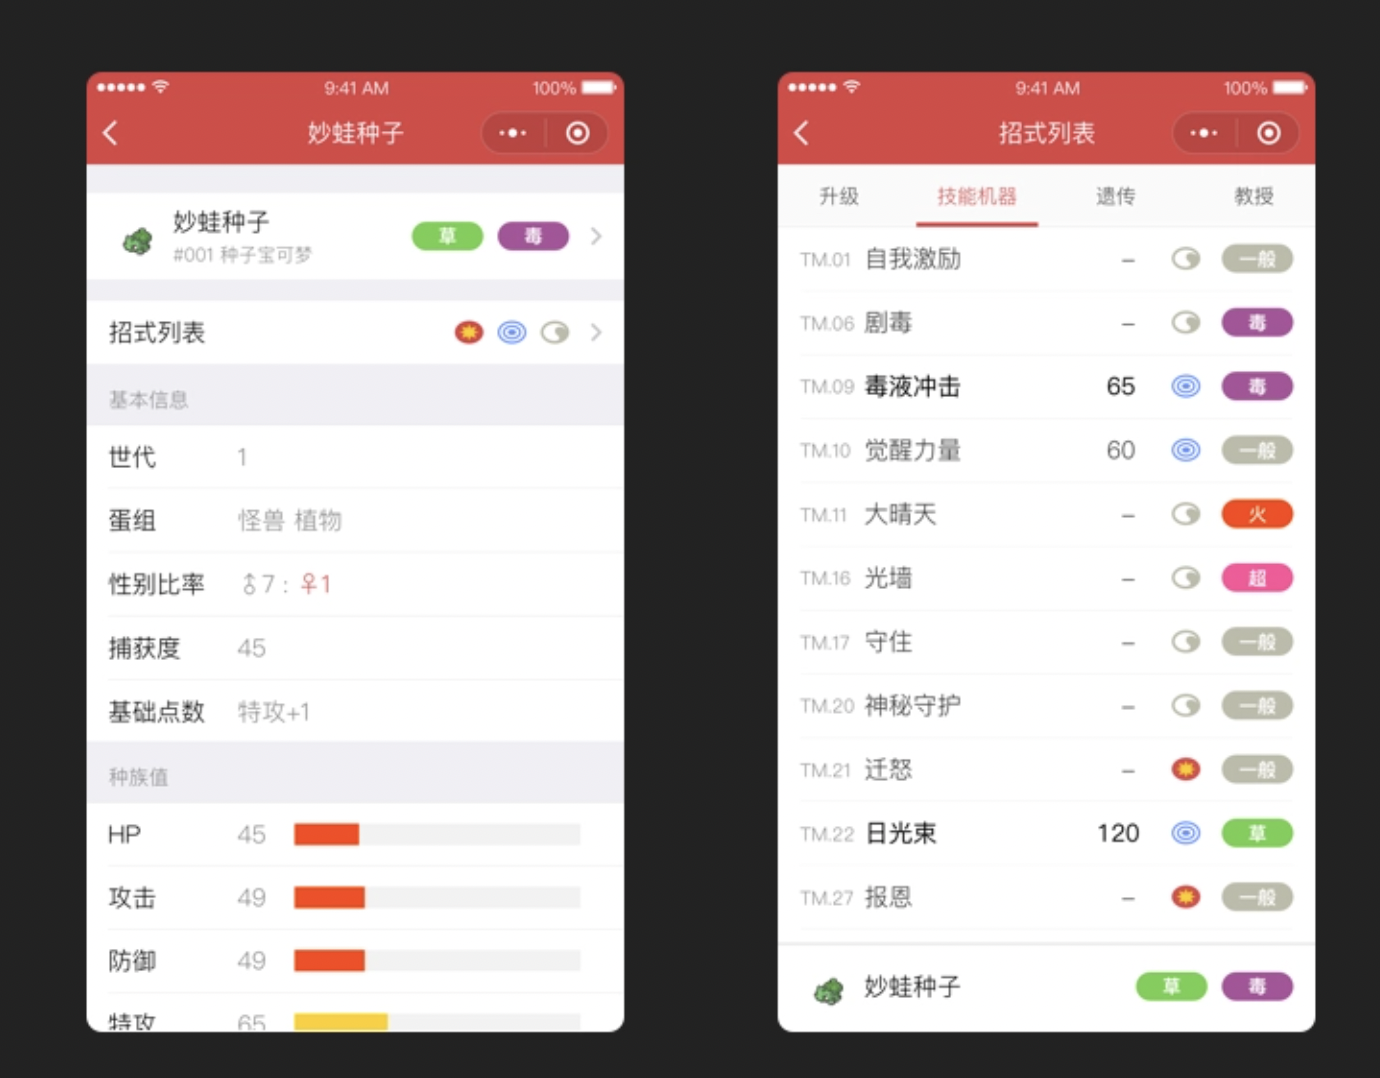 9:41 AM 100%
妙蛙种子
妙蛙种子
#001 种子宝可梦
草 毒
招式列表
基本信息
世代 1
蛋组 怪兽 植物
性别比率 ♂7 : ♀1
捕获度 45
基础点数 特攻+1
种族值
HP 45
攻击 49
防御 49
特攻 65
9:41 AM 100%
招式列表
升级 技能机器 遗传 教授
TM.01 自我激励 – 一般
TM.06 剧毒 – 毒
TM.09 毒液冲击 65 毒
TM.10 觉醒力量 60 一般
TM.11 大晴天 – 火
TM.16 光墙 – 超
TM.17 守住 – 一般
TM.20 神秘守护 – 一般
TM.21 迁怒 – 一般
TM.22 日光束 120 草
TM.27 报恩 – 一般
妙蛙种子 草 毒